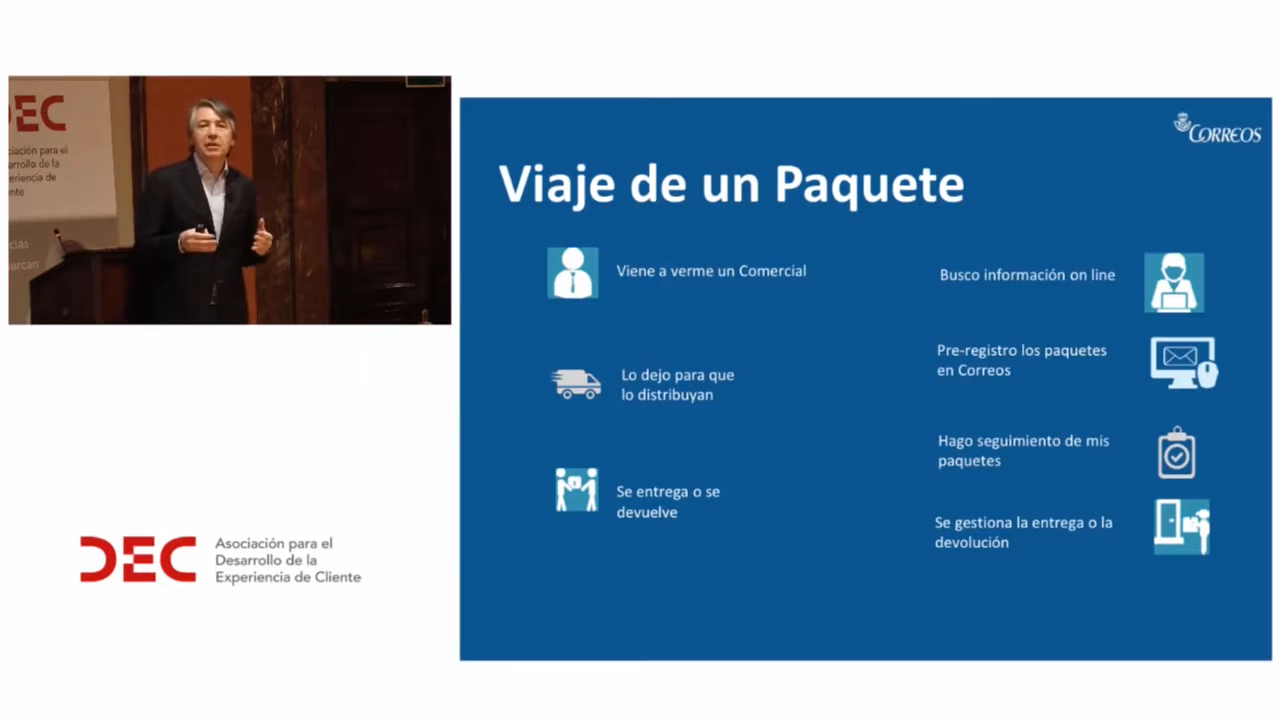 DEC
Asociación para el
Desarrollo de la
Experiencia de Cliente
CORREOS
Viaje de un Paquete
Viene a verme un Comercial
Lo dejo para que
lo distribuyan
Se entrega o se
devuelve
Busco información on line
Pre-registro los paquetes
en Correos
Hago seguimiento de mis
paquetes
Se gestiona la entrega o la
devolución